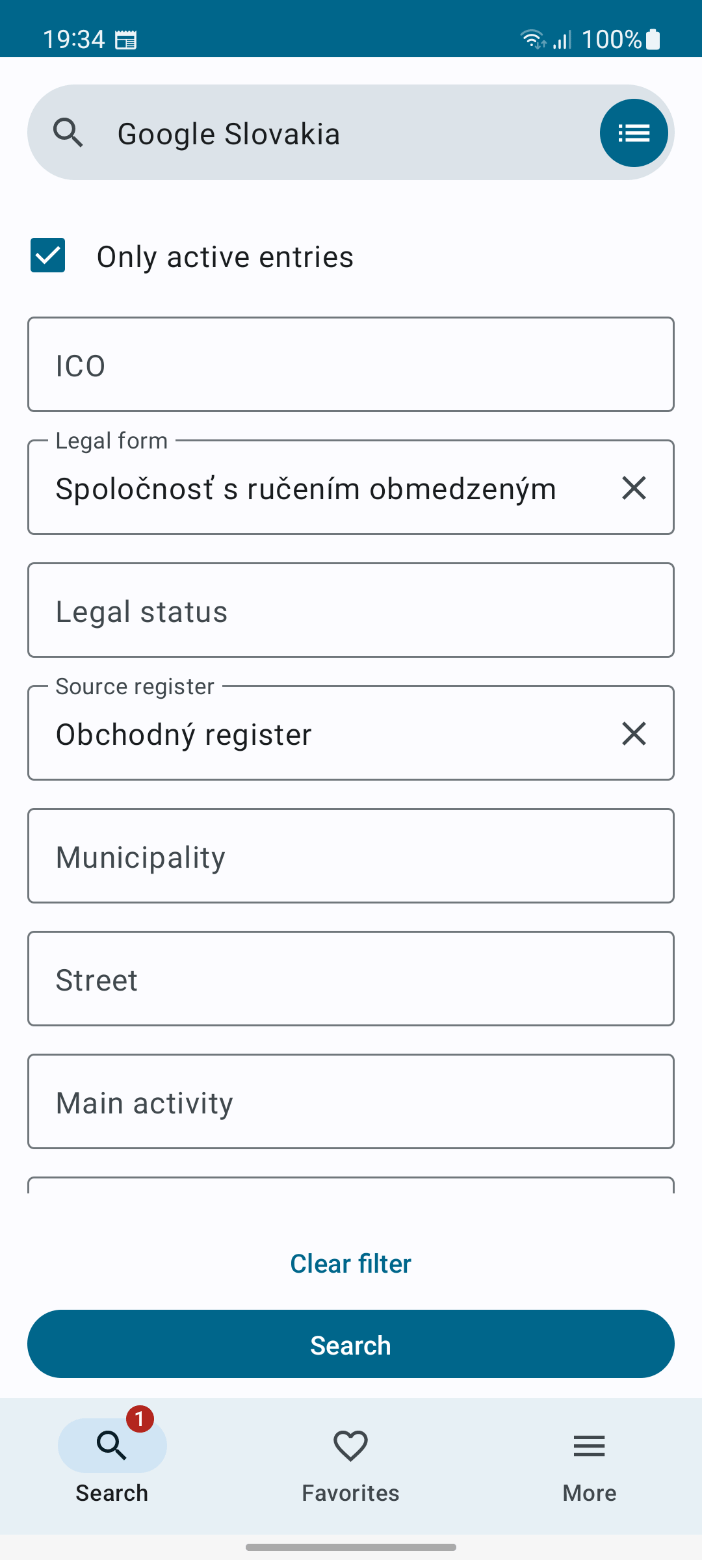 19:34
100%
Google Slovakia
Only active entries
ICO
Legal form
Spoločnosť s ručením obmedzeným
Legal status
Source register
Obchodný register
Municipality
Street
Main activity
Clear filter
Search
1
Search
Favorites
More